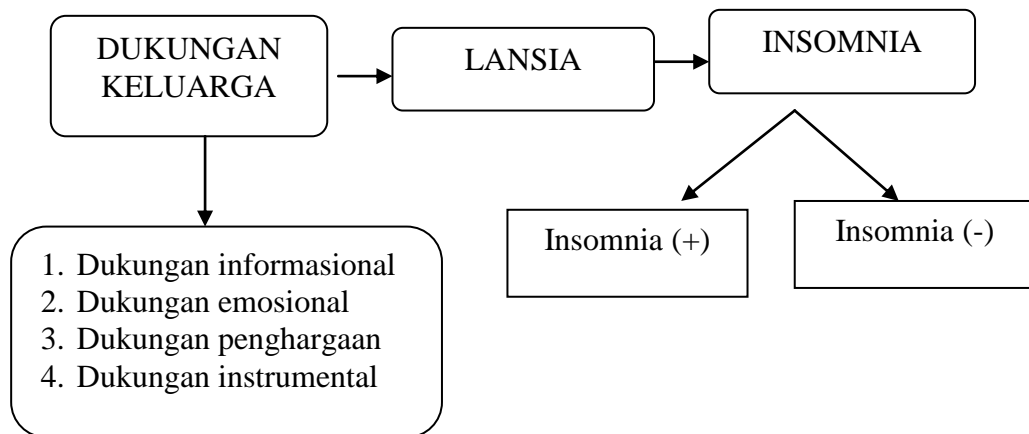 DUKUNGAN
KELUARGA
LANSIA
INSOMNIA
Insomnia (+)
Insomnia (-)
1. Dukungan informasional
2. Dukungan emosional
3. Dukungan penghargaan
4. Dukungan instrumental